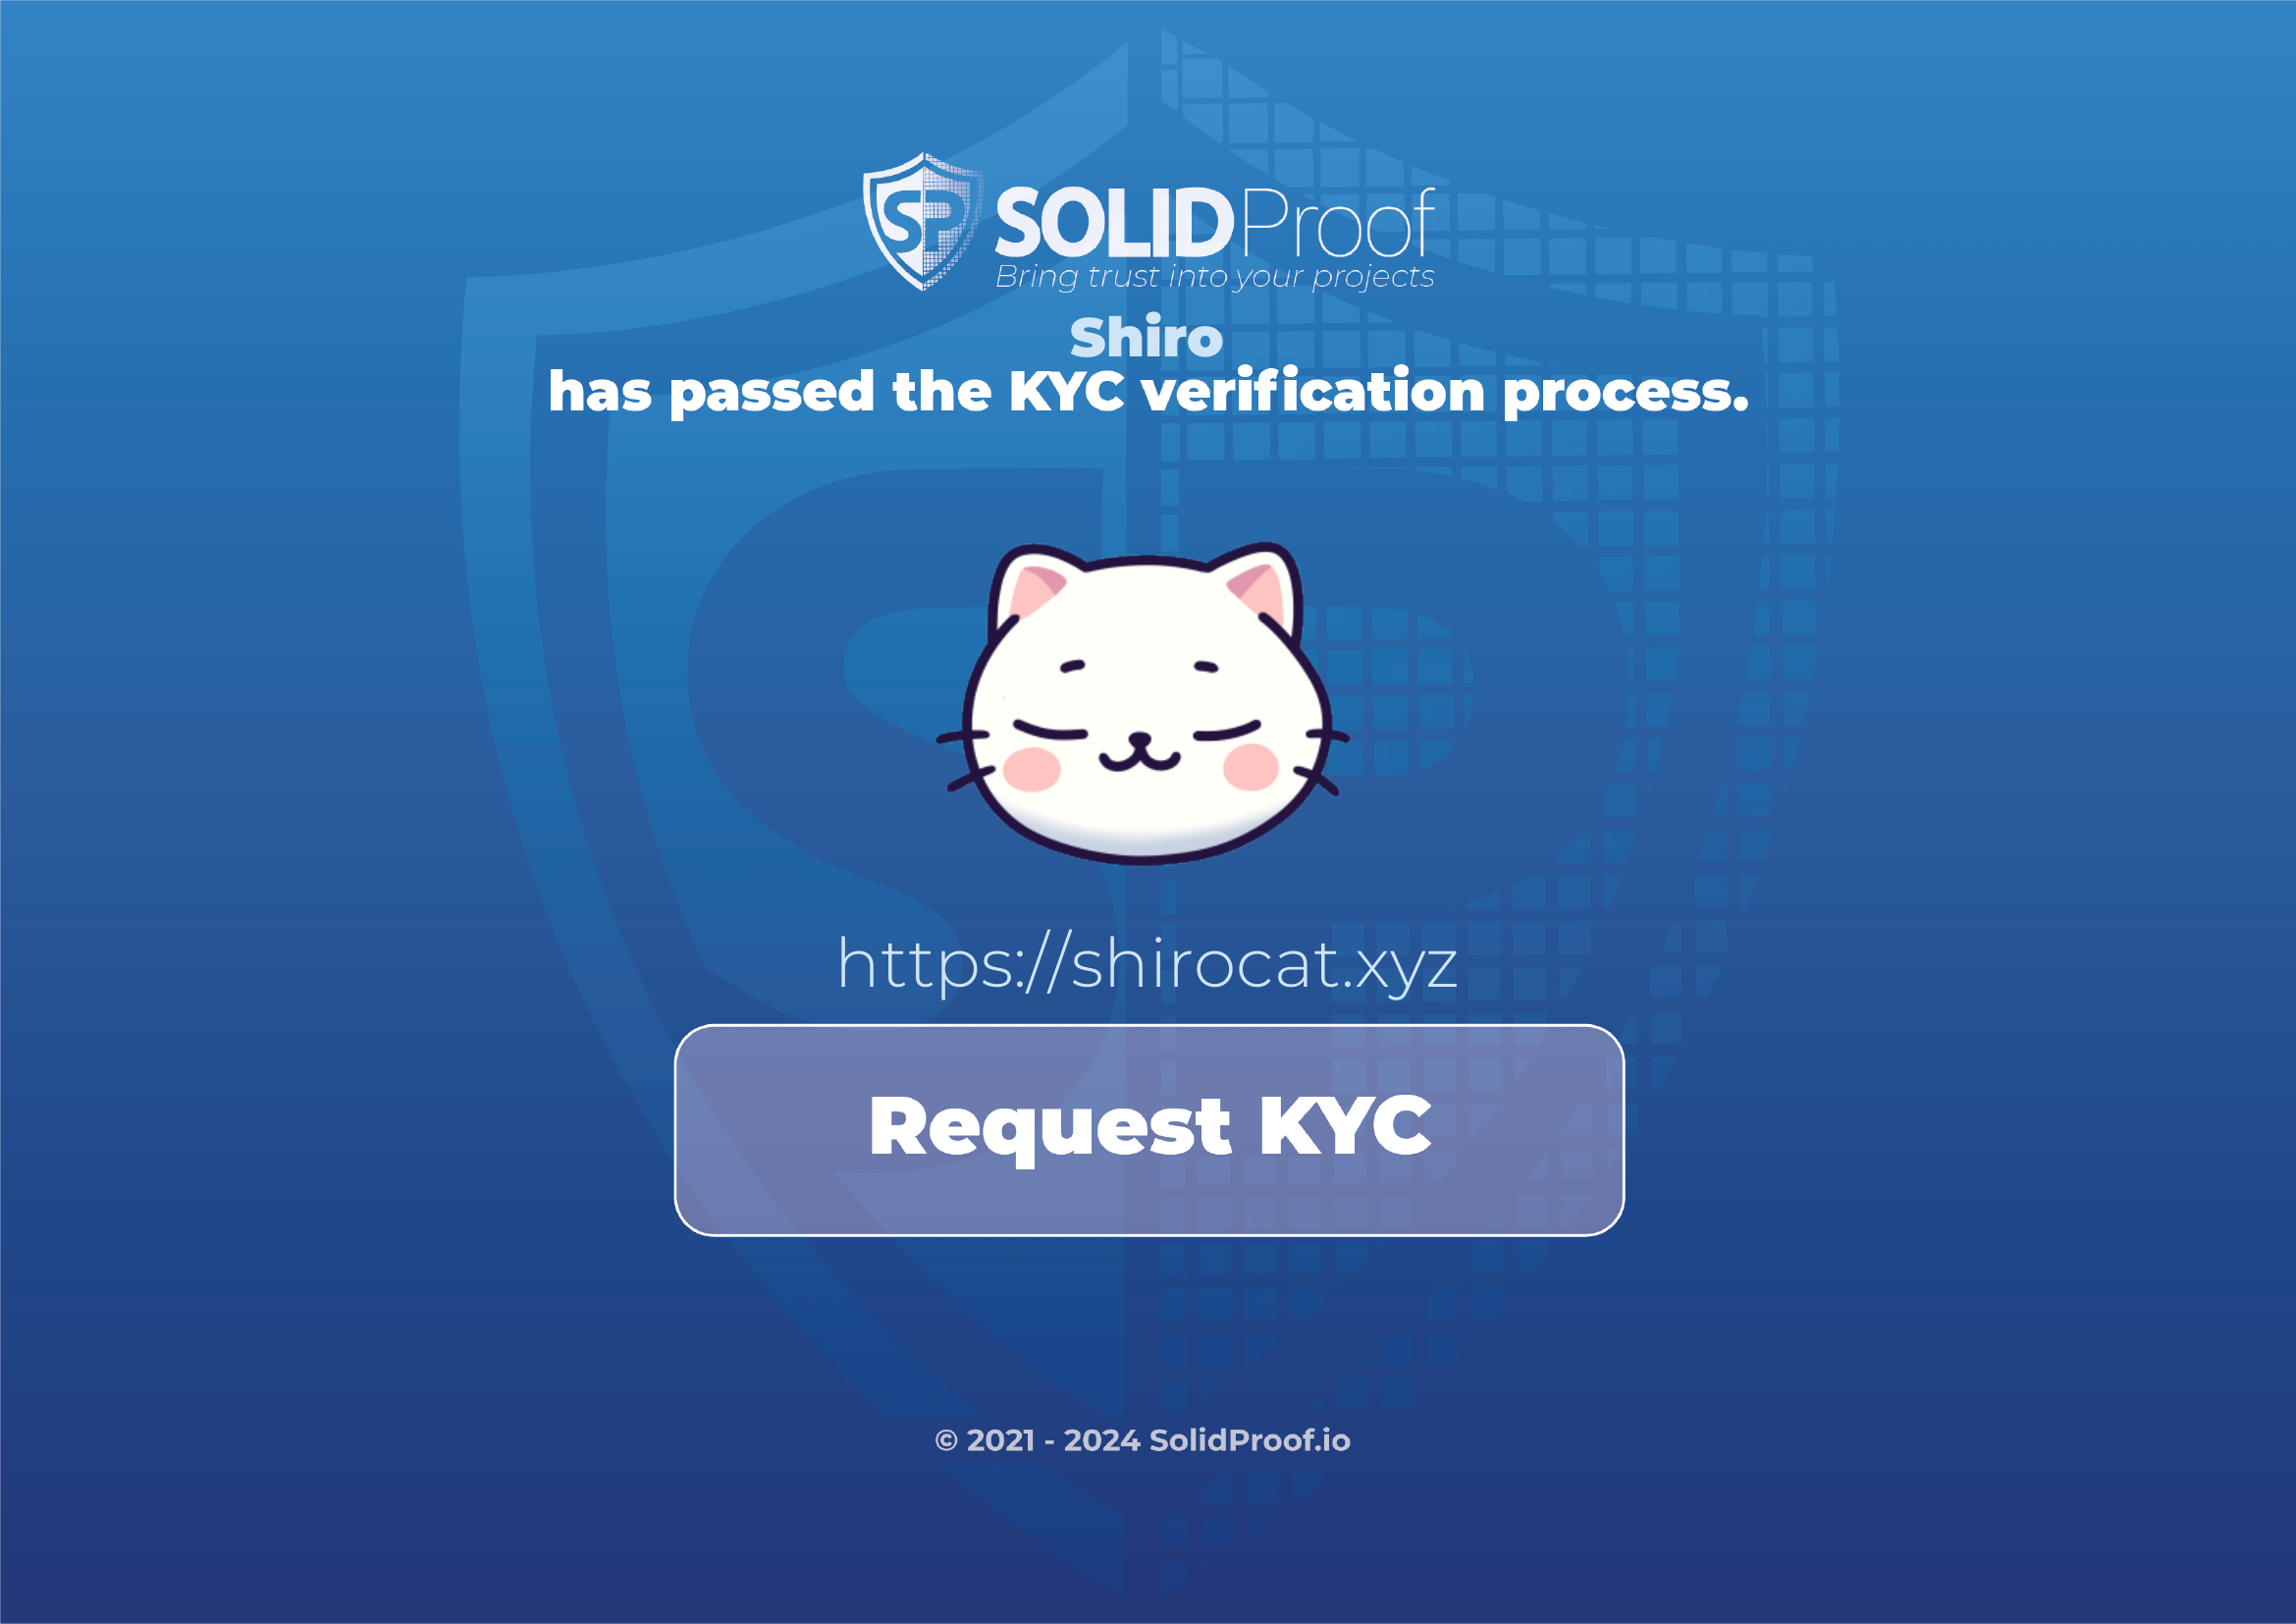 SP SOLIDProof
Bring trust into your projects
Shiro
has passed the KYC verification process.
https://shirocat.xyz
Request KYC
© 2021 - 2024 SolidProof.io